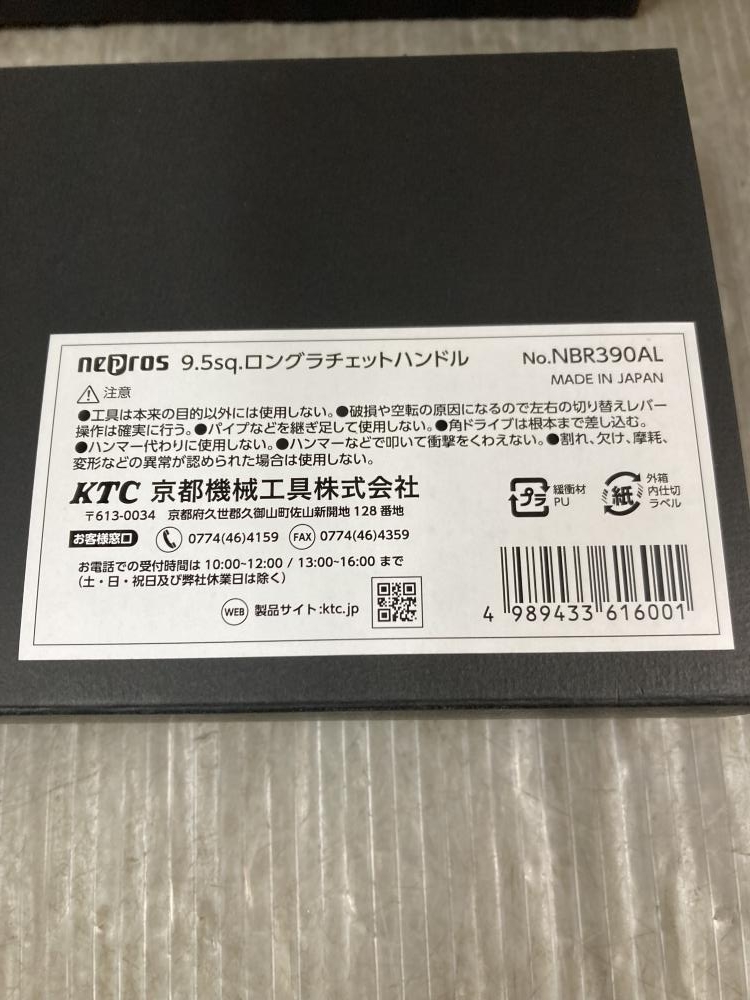 nepros 9.5sq.ロングラチェットハンドル No.NBR390AL
MADE IN JAPAN
注意
●工具は本来の目的以外には使用しない。●破損や空転の原因になるので左右の切り替えレバー
操作は確実に行う。●パイプなどを継ぎ足して使用しない。●角ドライブは根本まで差し込む。
●ハンマー代わりに使用しない。●ハンマーなどで叩いて衝撃をくわえない。●割れ、欠け、摩耗、
変形などの異常が認められた場合は使用しない。
KTC 京都機械工具株式会社
〒613-0034 京都府久世郡久御山町佐山新開地 128 番地
お客様窓口 0774(46)4159 FAX 0774(46)4359
お電話での受付時間は 10:00~12:00 / 13:00~16:00 まで
(土・日・祝日及び弊社休業日は除く)
WEB 製品サイト:ktc.jp
プラ 緩衝材
PU
紙 外箱
内仕切
ラベル
4 989433 616001